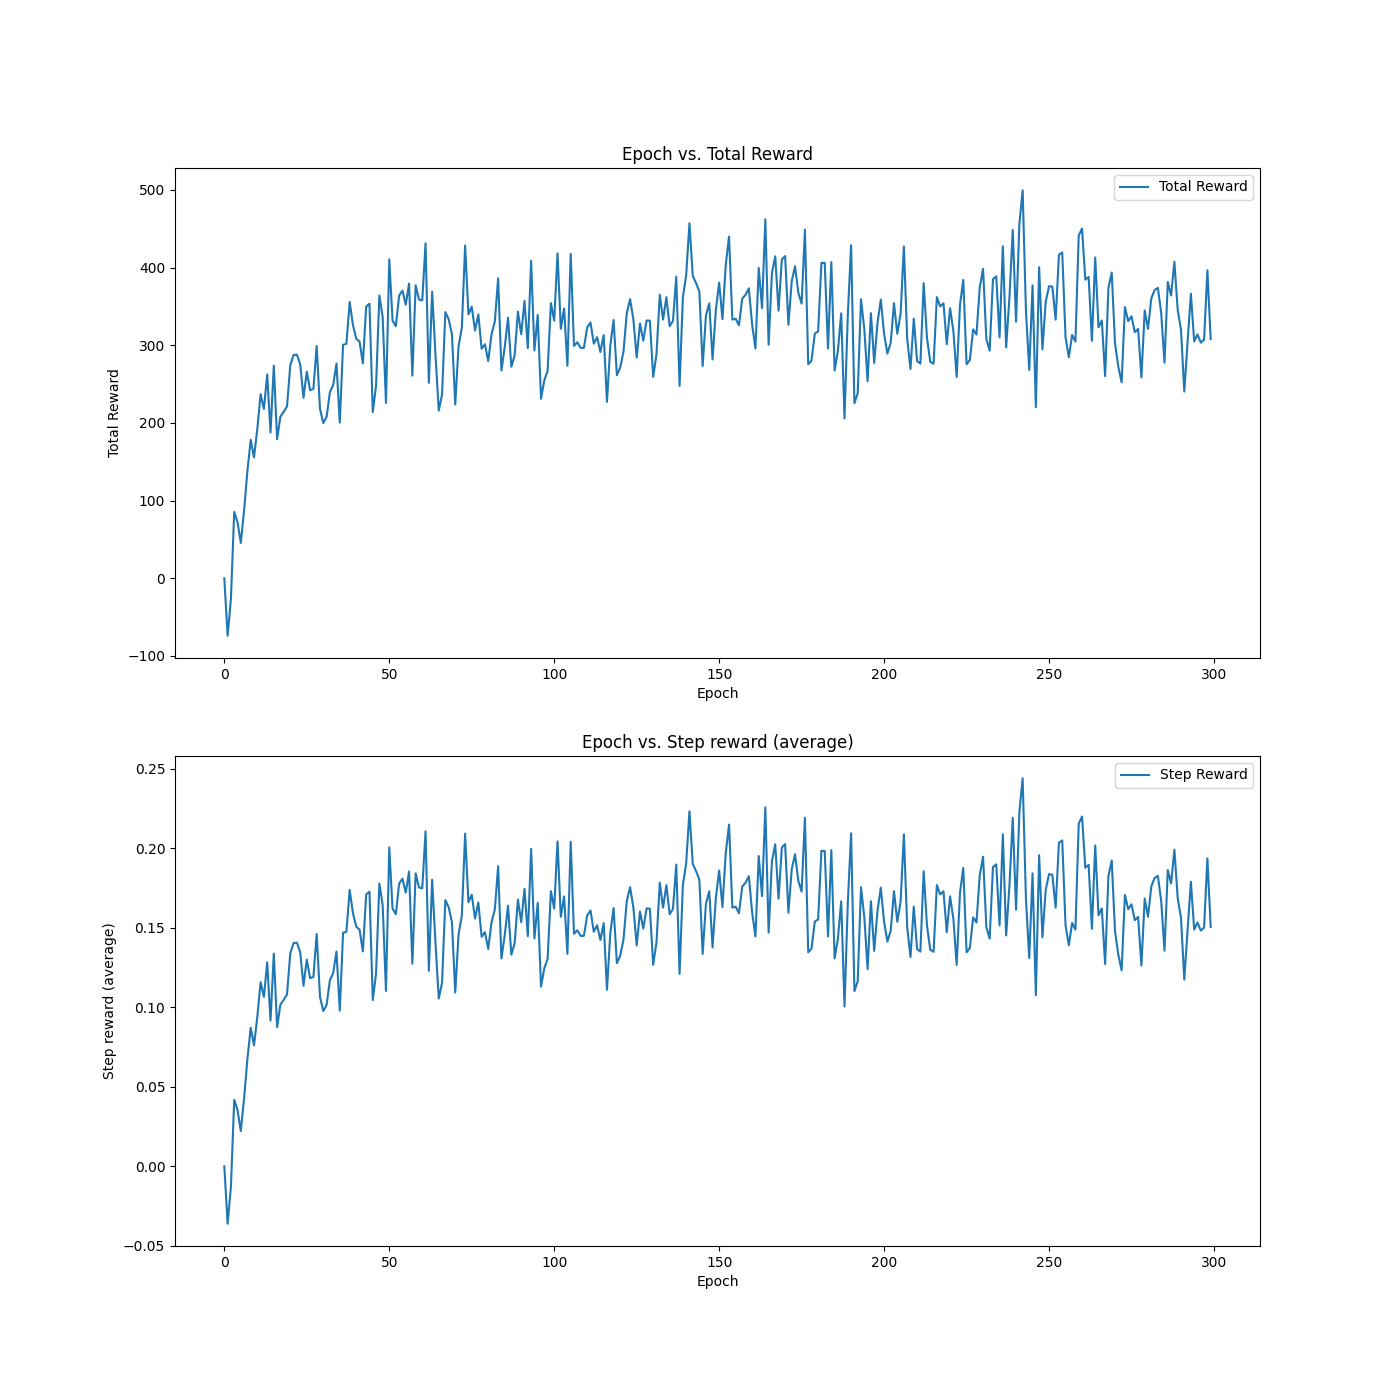 Epoch vs. Total Reward
Total Reward
500
400
300
200
100
0
−100
Total Reward
0 50 100 150 200 250 300
Epoch
Epoch vs. Step reward (average)
Step Reward
0.25
0.20
0.15
0.10
0.05
0.00
−0.05
Step reward (average)
0 50 100 150 200 250 300
Epoch